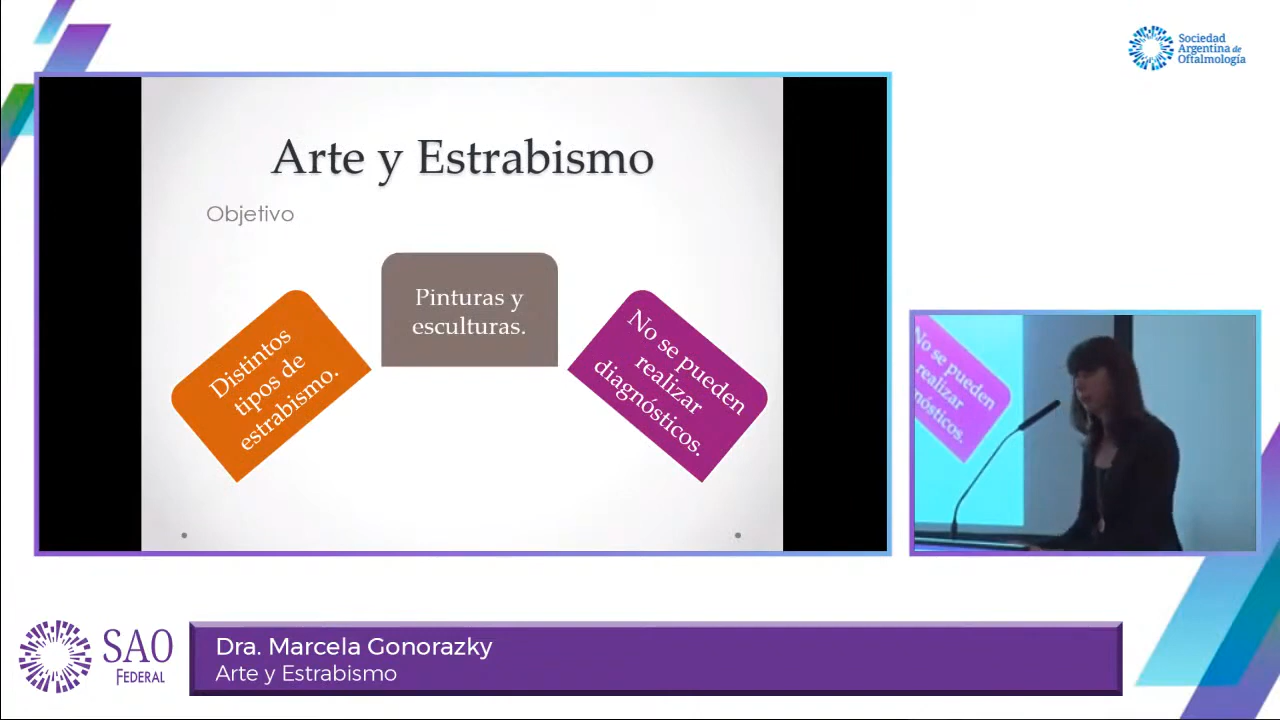 Sociedad
Argentina de
Oftalmología
Arte y Estrabismo
Objetivo
Distintos
tipos de
estrabismo.
Pinturas y
esculturas.
No se pueden
realizar
diagnósticos.
No se pueden
realizar
nósticos.
SAO
FEDERAL
Dra. Marcela Gonorazky
Arte y Estrabismo